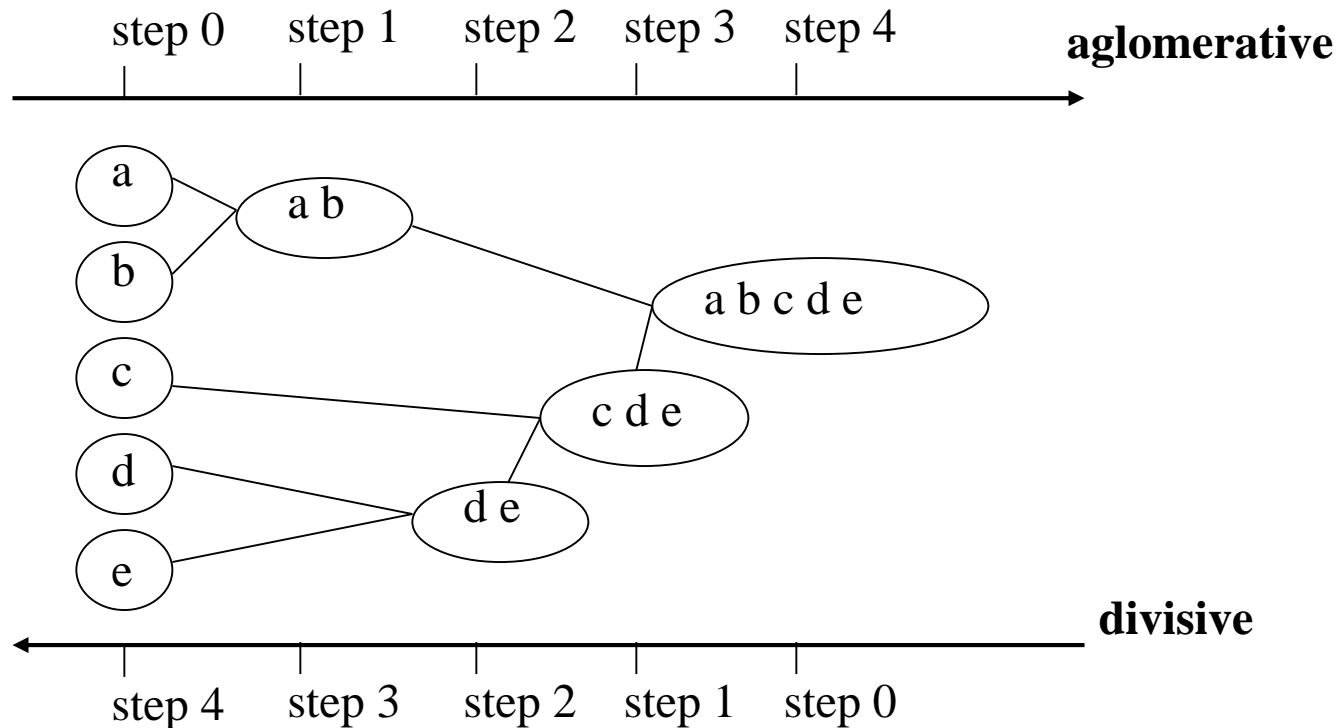 step 0 step 1 step 2 step 3 step 4
aglomerative
a
a b
b
a b c d e
c
c d e
d
d e
e
divisive
step 4 step 3 step 2 step 1 step 0